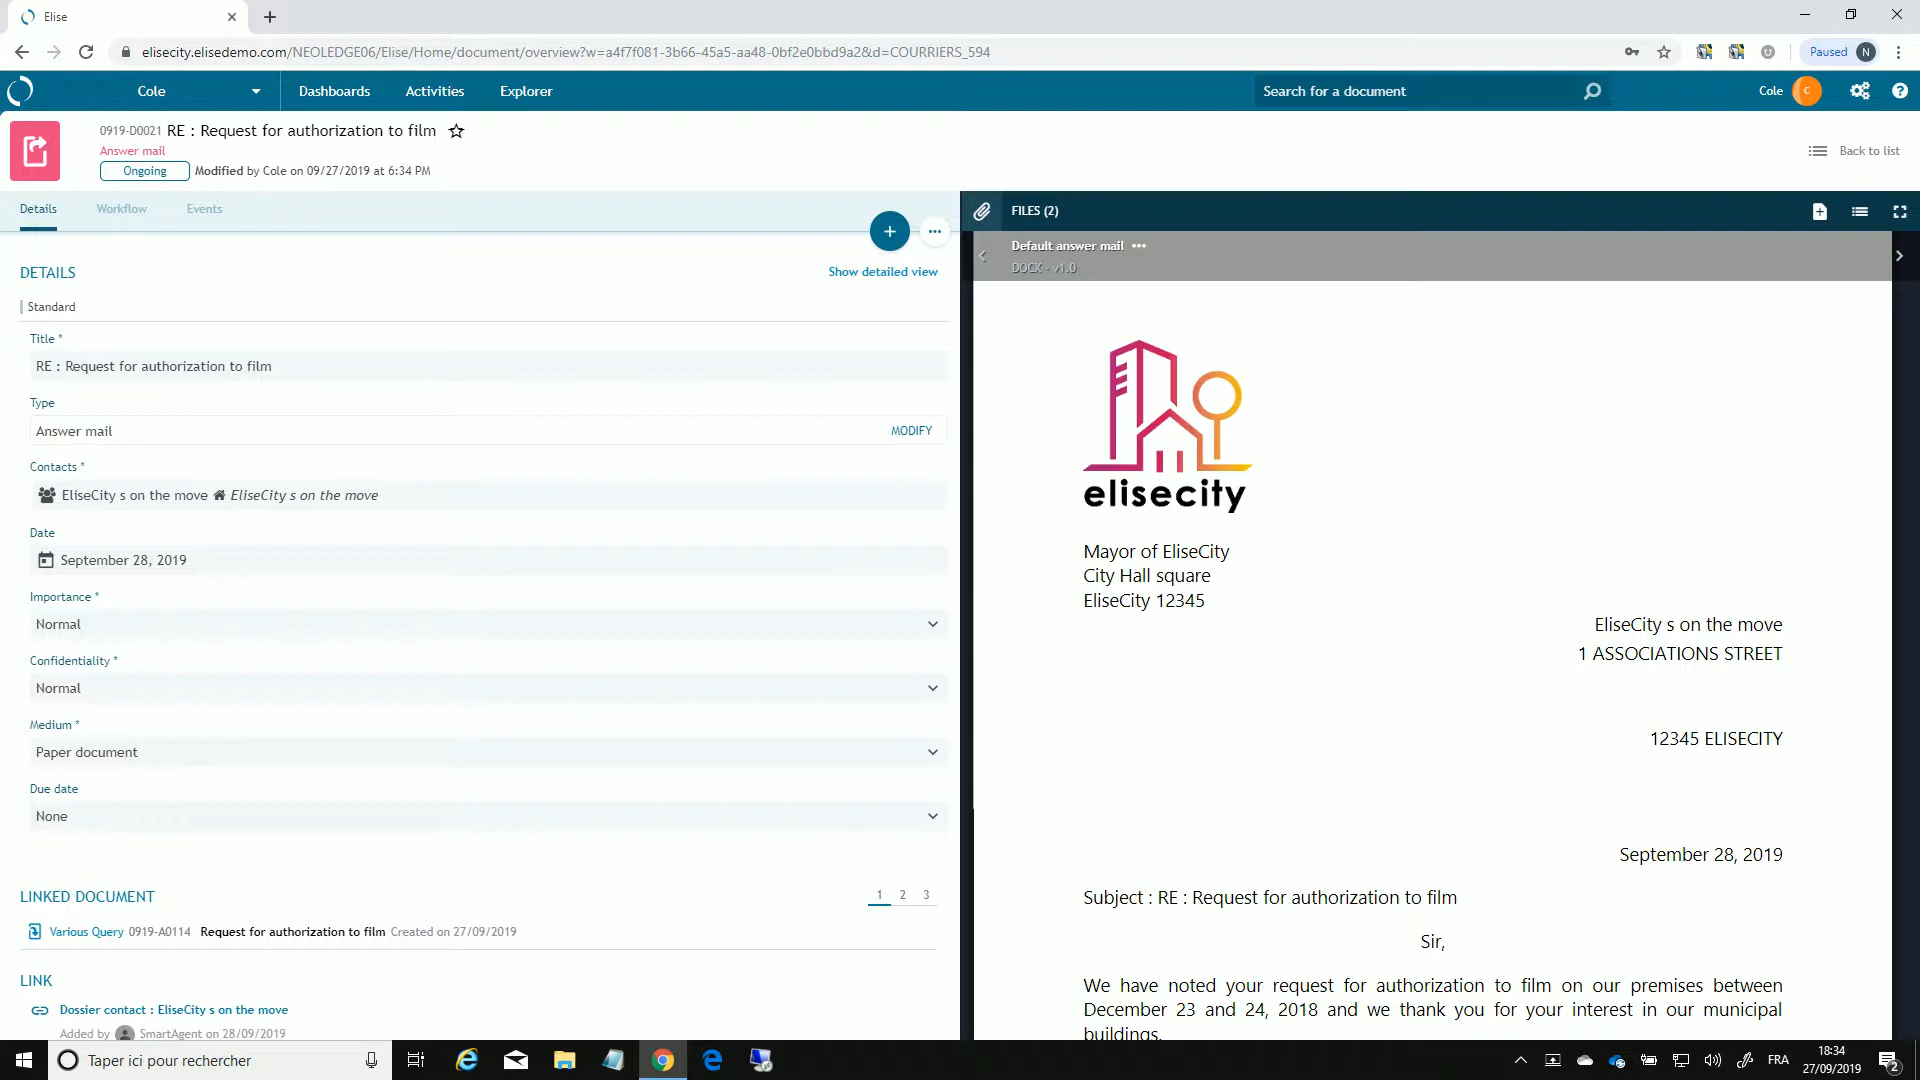 Elise
elisecity.elisedemo.com/NEOLEDGE06/Elise/Home/document/overview?w=a4f7f081-3b66-45a5-aa48-0bf2e0bbd9a2&d=COURRIERS_594
Paused N
Cole
Dashboards
Activities
Explorer
Search for a document
Cole C
0919-D0021 RE : Request for authorization to film
Answer mail
Ongoing Modified by Cole on 09/27/2019 at 6:34 PM
Back to list
Details
Workflow
Events
DETAILS
Show detailed view
Standard
Title *
RE : Request for authorization to film
Type
Answer mail
MODIFY
Contacts *
EliseCity s on the move EliseCity s on the move
Date
September 28, 2019
Importance *
Normal
Confidentiality *
Normal
Medium *
Paper document
Due date
None
LINKED DOCUMENT
1 2 3
Various Query 0919-A0114 Request for authorization to film Created on 27/09/2019
LINK
Dossier contact : EliseCity s on the move
Added by SmartAgent on 28/09/2019
FILES (2)
Default answer mail
DOCX - v1.0
elisecity
Mayor of EliseCity
City Hall square
EliseCity 12345
EliseCity s on the move
1 ASSOCIATIONS STREET
12345 ELISECITY
September 28, 2019
Subject : RE : Request for authorization to film
Sir,
We have noted your request for authorization to film on our premises between
December 23 and 24, 2018 and we thank you for your interest in our municipal
buildings.
Taper ici pour rechercher
FRA
18:34
27/09/2019
2